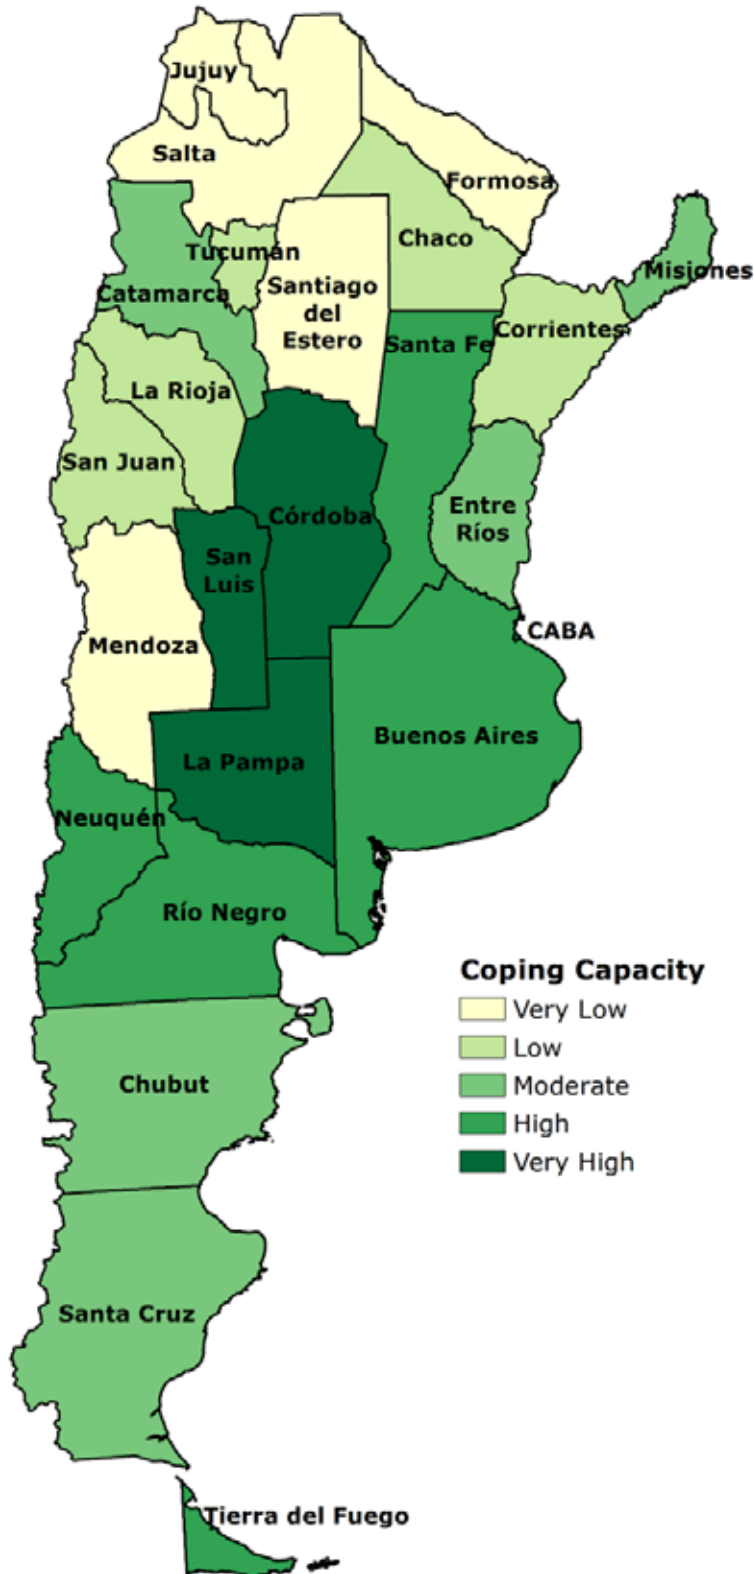 Jujuy
Salta
Formosa
Chaco
Tucumán
Misiones
Santiago
del
Estero
Catamarca
Corrientes
Santa Fe
La Rioja
San Juan
Entre
Ríos
Córdoba
San
Luis
CABA
Mendoza
Buenos Aires
La Pampa
Neuquén
Río Negro
Coping Capacity
Very Low
Low
Moderate
High
Very High
Chubut
Santa Cruz
Tierra del Fuego